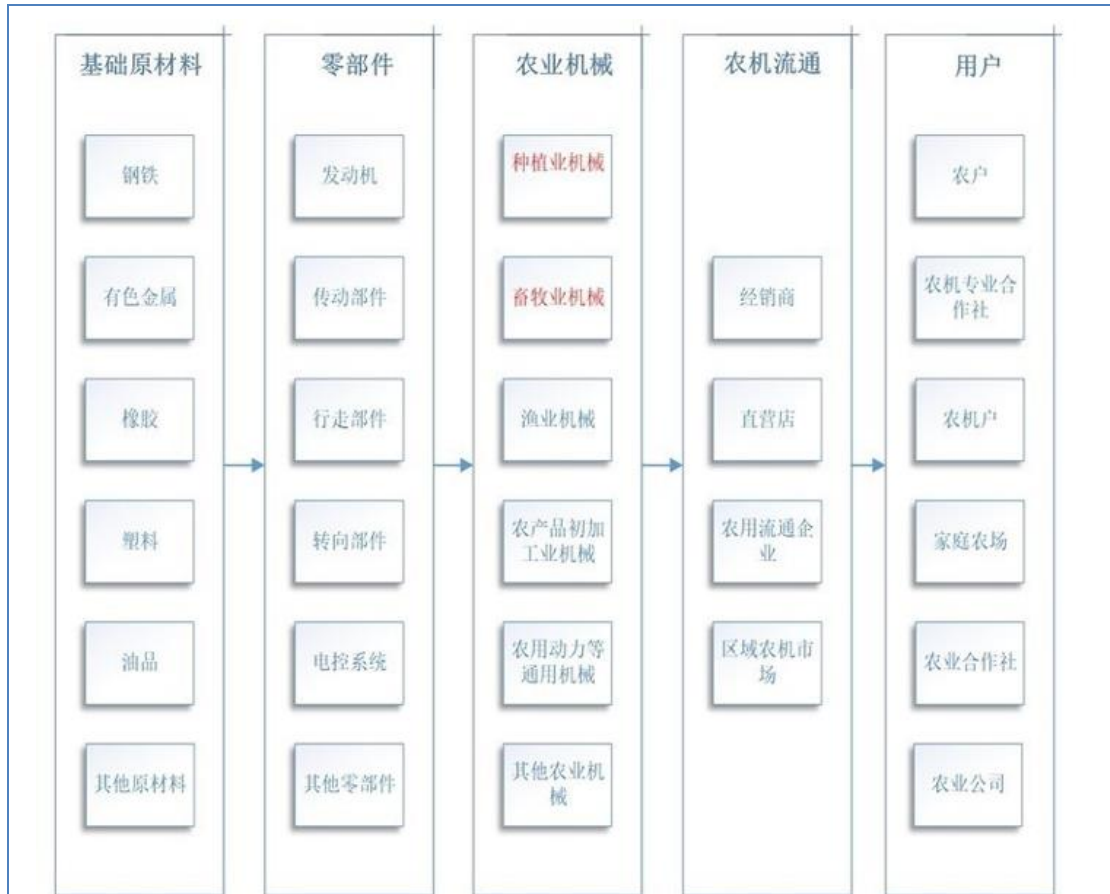 基础原材料
钢铁
有色金属
橡胶
塑料
油品
其他原材料
零部件
发动机
传动部件
行走部件
转向部件
电控系统
其他零部件
农业机械
种植业机械
畜牧业机械
渔业机械
农产品初加
工业机械
农用动力等
通用机械
其他农业机
械
农机流通
经销商
直营店
农用流通企
业
区域农机市
场
用户
农户
农机专业合
作社
农机户
家庭农场
农业合作社
农业公司